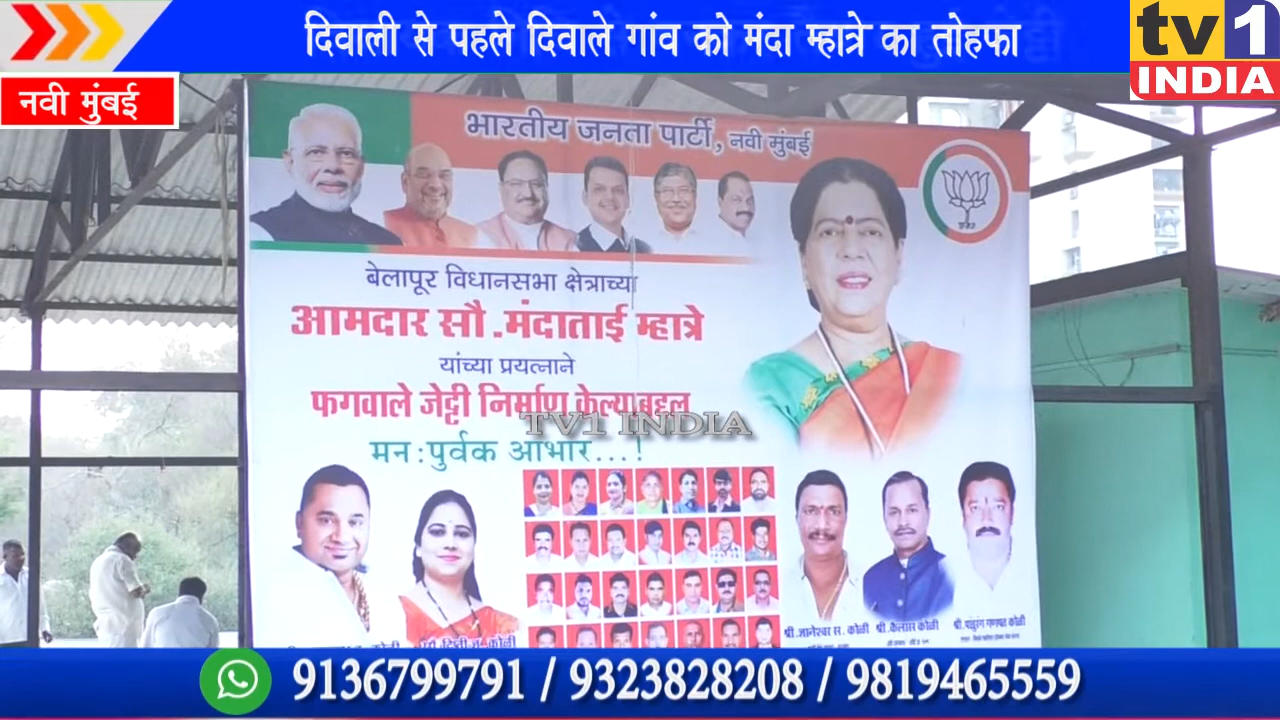 दिवाली से पहले दिवाले गांव को मंदा म्हात्रे का तोहफा
tv1
INDIA
नवी मुंबई
भारतीय जनता पार्टी, नवी मुंबई
बेलापूर विधानसभा क्षेत्राच्या
आमदार सौ.मंदाताई म्हात्रे
यांच्या प्रयत्नाने
फगवाले जेट्टी निर्माण केल्याबद्दल
TV1 INDIA
मन:पुर्वक आभार...!
श्री.ज्ञानेश्वर स. कोळी
श्री.कैलास कोळी
श्री.पांडुरंग गणपत कोळी
कोळी
9136799791 / 9323828208 / 9819465559